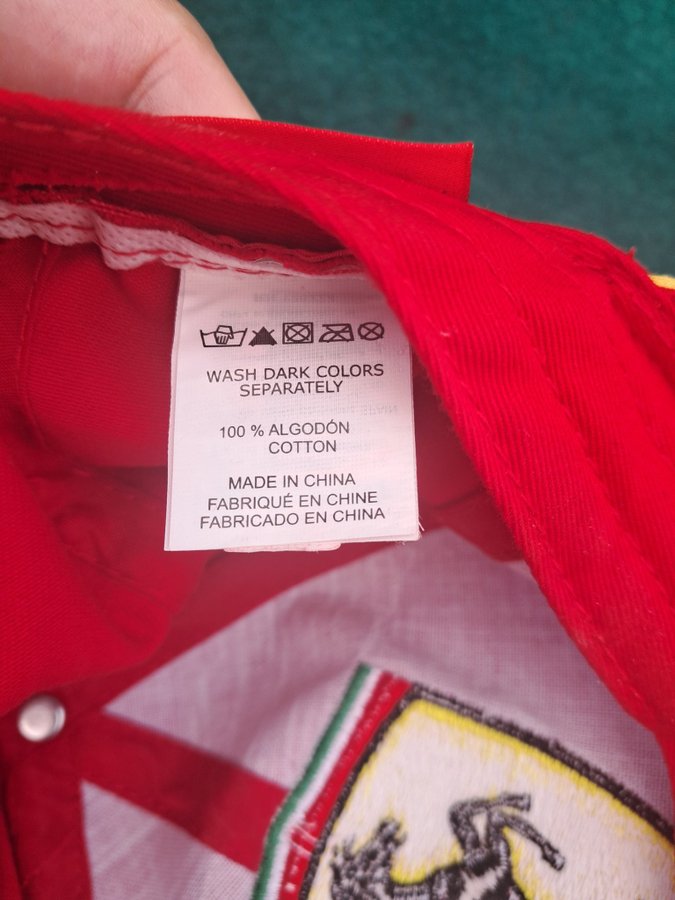 WASH DARK COLORS
SEPARATELY
100 % ALGODÓN
COTTON
MADE IN CHINA
FABRIQUÉ EN CHINE
FABRICADO EN CHINA